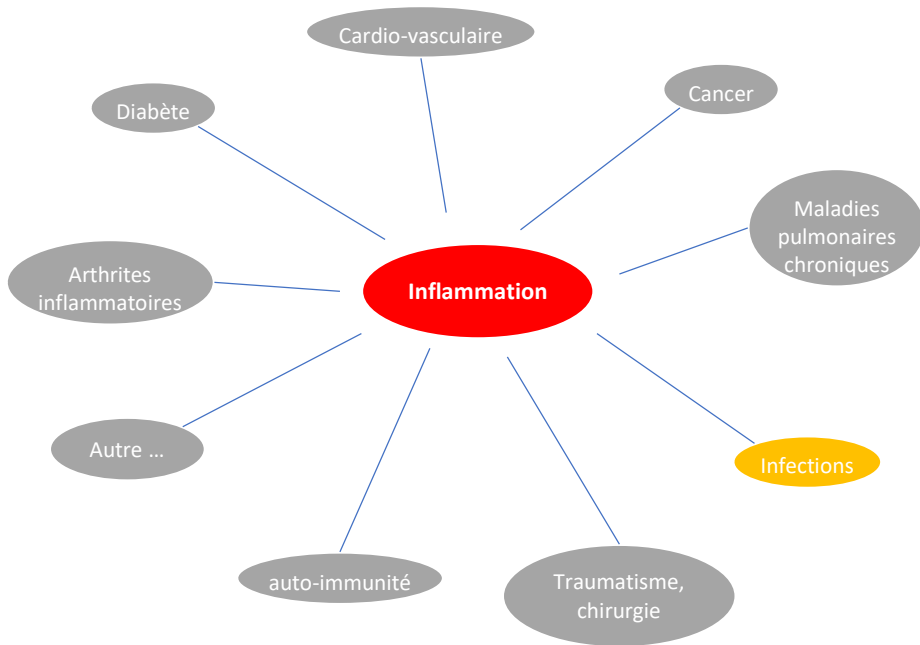 Cardio-vasculaire
Cancer
Diabète
Maladies
pulmonaires
chroniques
Arthrites
inflammatoires
Inflammation
Autre ...
Infections
auto-immunité
Traumatisme,
chirurgie